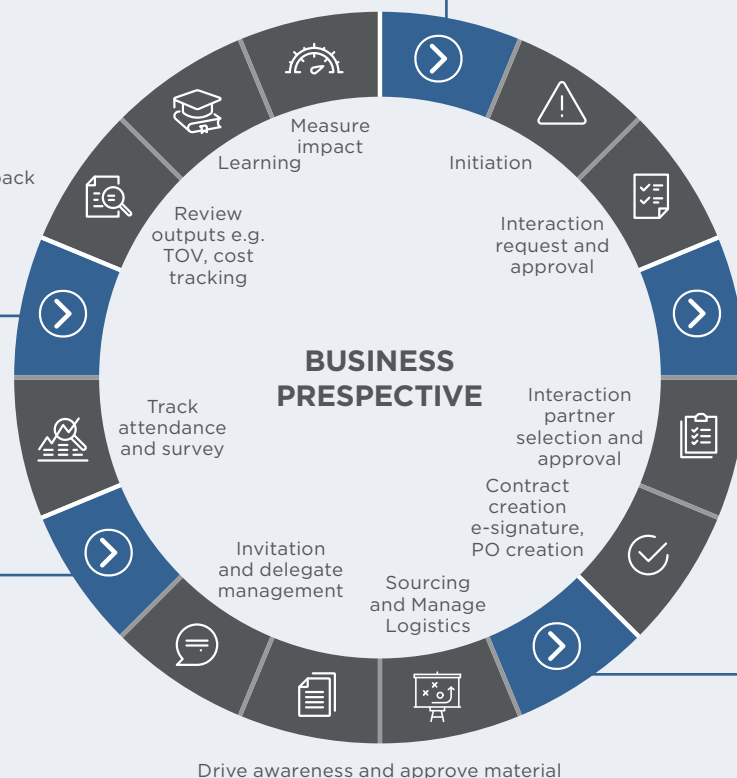 Measure
impact
Learning
Initiation
back
Review
outputs e.g.
TOV, cost
tracking
Interaction
request and
approval
BUSINESS
PRESPECTIVE
Interaction
partner
selection and
approval
Track
attendance
and survey
Contract
creation
e-signature,
PO creation
Invitation
and delegate
management
Sourcing
and Manage
Logistics
Drive awareness and approve material